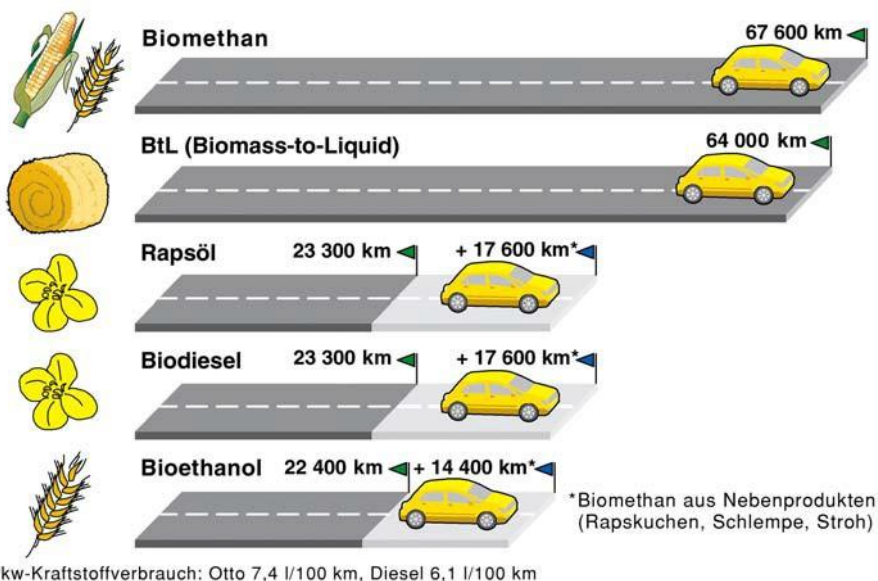 Biomethan
67 600 km
BtL (Biomass-to-Liquid)
64 000 km
Rapsöl 23 300 km + 17 600 km*
Biodiesel 23 300 km + 17 600 km*
Bioethanol 22 400 km + 14 400 km*
*Biomethan aus Nebenprodukten
(Rapskuchen, Schlempe, Stroh)
kw-Kraftstoffverbrauch: Otto 7,4 l/100 km, Diesel 6,1 l/100 km